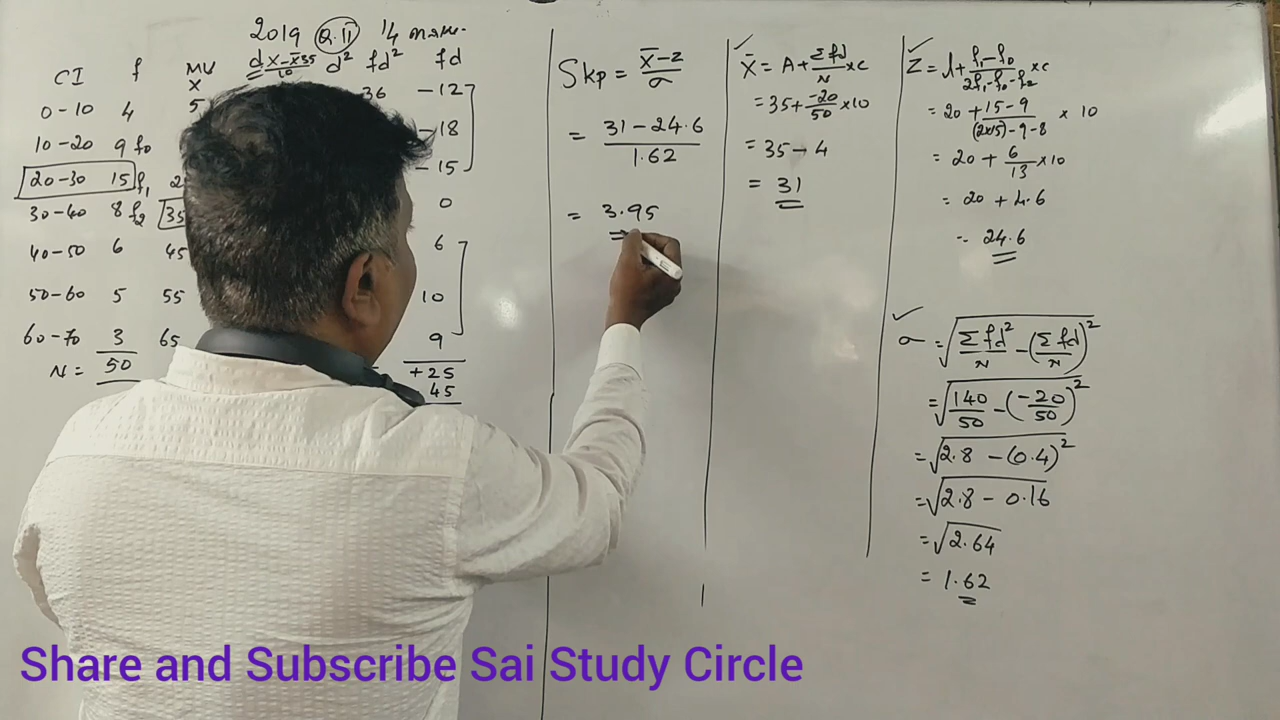 2019 Q.II 14 Marks.
CI f MV X d X-X̄35/10 d² fd² fd
0-10 4 5 36 -12
10-20 9 f₀ -18
20-30 15 f₁ 2 -15
30-40 8 f₂ 35 0
40-50 6 45 6
50-60 5 55 10
60-70 3 65 9
N = 50 +25
45
Skp = (x̄-z)/σ
= (31-24.6)/1.62
= 3.95
✓
X̄ = A + Σfd/N × c
= 35 + -20/50 × 10
= 35 - 4
= 31
✓
Z = l + (f₁-f₀)/(2f₁-f₀-f₂) × c
= 20 + (15-9)/((2×15)-9-8) × 10
= 20 + 6/13 × 10
= 20 + 4.6
= 24.6
✓
σ = √(Σfd²/N - (Σfd/N)²)
= √(140/50 - (-20/50)²)
= √(2.8 - (0.4)²)
= √(2.8 - 0.16)
= √2.64
= 1.62
Share and Subscribe Sai Study Circle